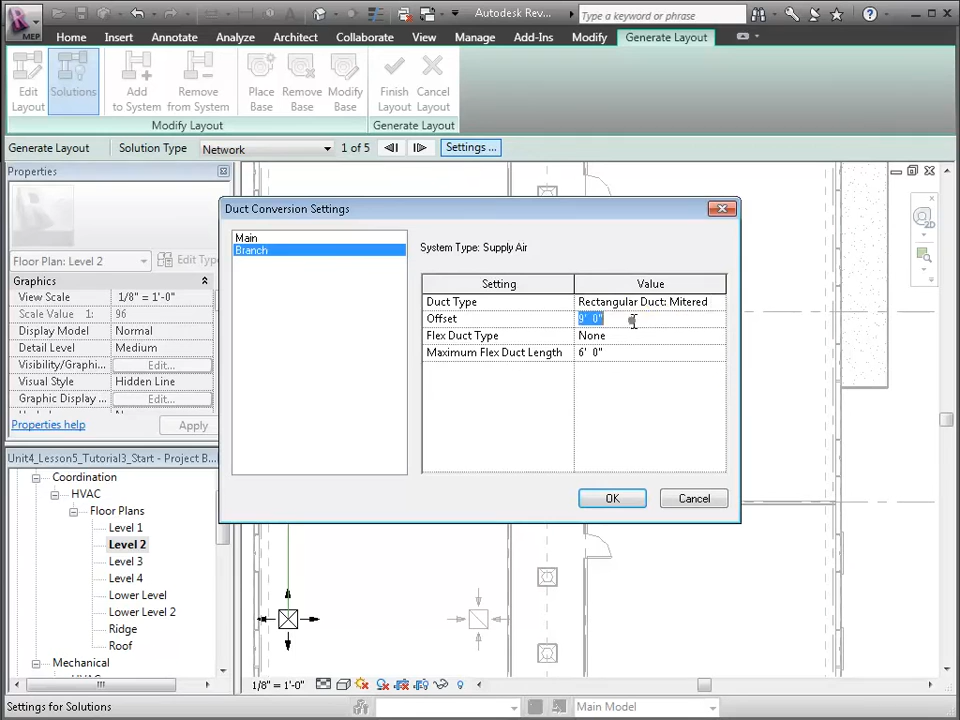 Autodesk Rev...
Type a keyword or phrase
MEP
Home Insert Annotate Analyze Architect Collaborate View Manage Add-Ins Modify Generate Layout
Edit Layout
Solutions
Add to System
Remove from System
Place Base
Remove Base
Modify Base
Finish Layout
Cancel Layout
Modify Layout
Generate Layout
Generate Layout Solution Type Network 1 of 5 Settings ...
Properties
Floor Plan: Level 2 Edit Type
Graphics
View Scale 1/8" = 1'-0"
Scale Value 1: 96
Display Model Normal
Detail Level Medium
Visibility/Graphi... Edit...
Visual Style Hidden Line
Graphic Display ... Edit...
Properties help Apply
Unit4_Lesson5_Tutorial3_Start - Project B...
Coordination
HVAC
Floor Plans
Level 1
Level 2
Level 3
Level 4
Lower Level
Lower Level 2
Ridge
Roof
Mechanical
Duct Conversion Settings
Main
Branch
System Type: Supply Air
Setting Value
Duct Type Rectangular Duct: Mitered
Offset 9' 0"
Flex Duct Type None
Maximum Flex Duct Length 6' 0"
OK Cancel
2D
1/8" = 1'-0"
Settings for Solutions
Main Model